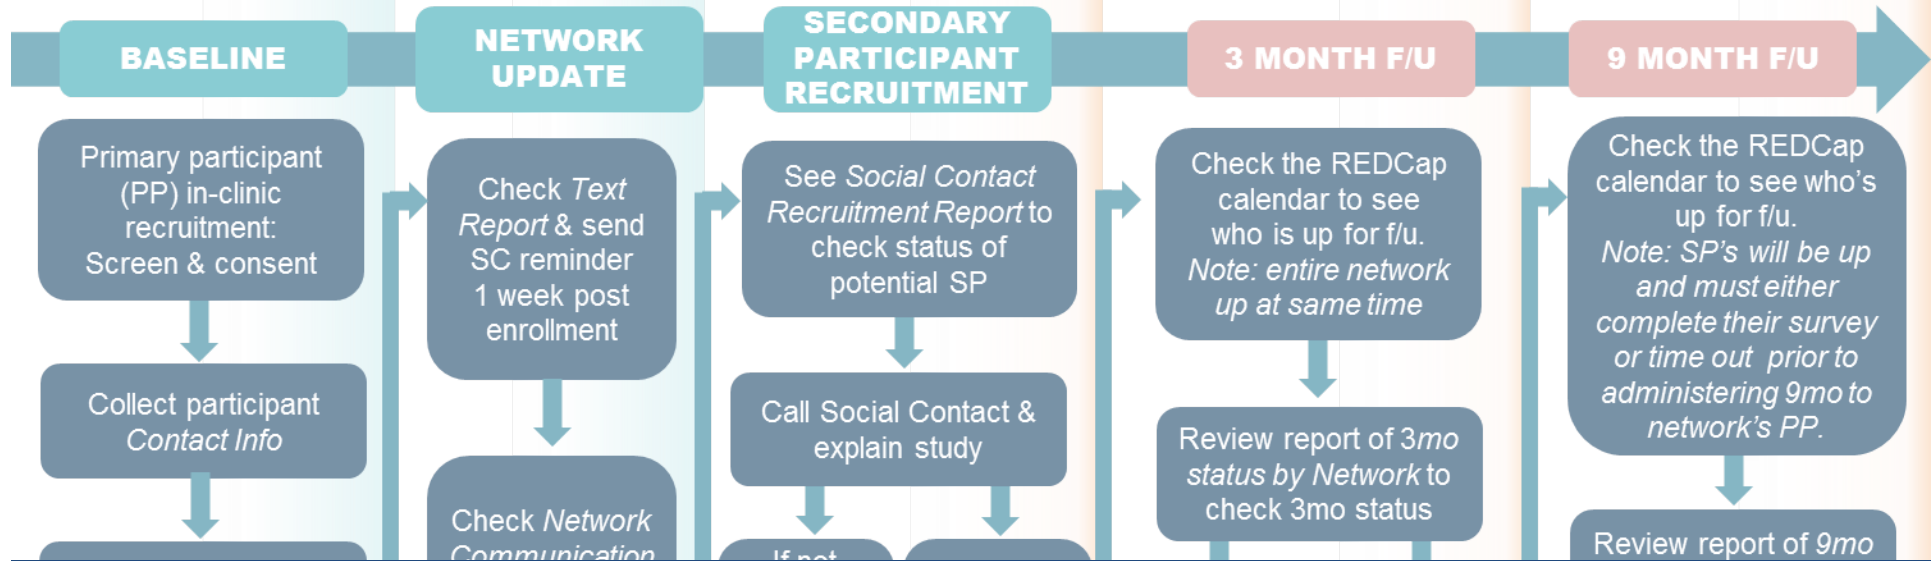 BASELINE
NETWORK
UPDATE
SECONDARY
PARTICIPANT
RECRUITMENT
3 MONTH F/U
9 MONTH F/U
Primary participant
(PP) in-clinic
recruitment:
Screen & consent
Collect participant
Contact Info
Check Text
Report & send
SC reminder
1 week post
enrollment
Check Network
Communication
See Social Contact
Recruitment Report to
check status of
potential SP
Call Social Contact &
explain study
If not
Check the REDCap
calendar to see
who is up for f/u.
Note: entire network
up at same time
Review report of 3mo
status by Network to
check 3mo status
Check the REDCap
calendar to see who's
up for f/u.
Note: SP's will be up
and must either
complete their survey
or time out prior to
administering 9mo to
network's PP.
Review report of 9mo